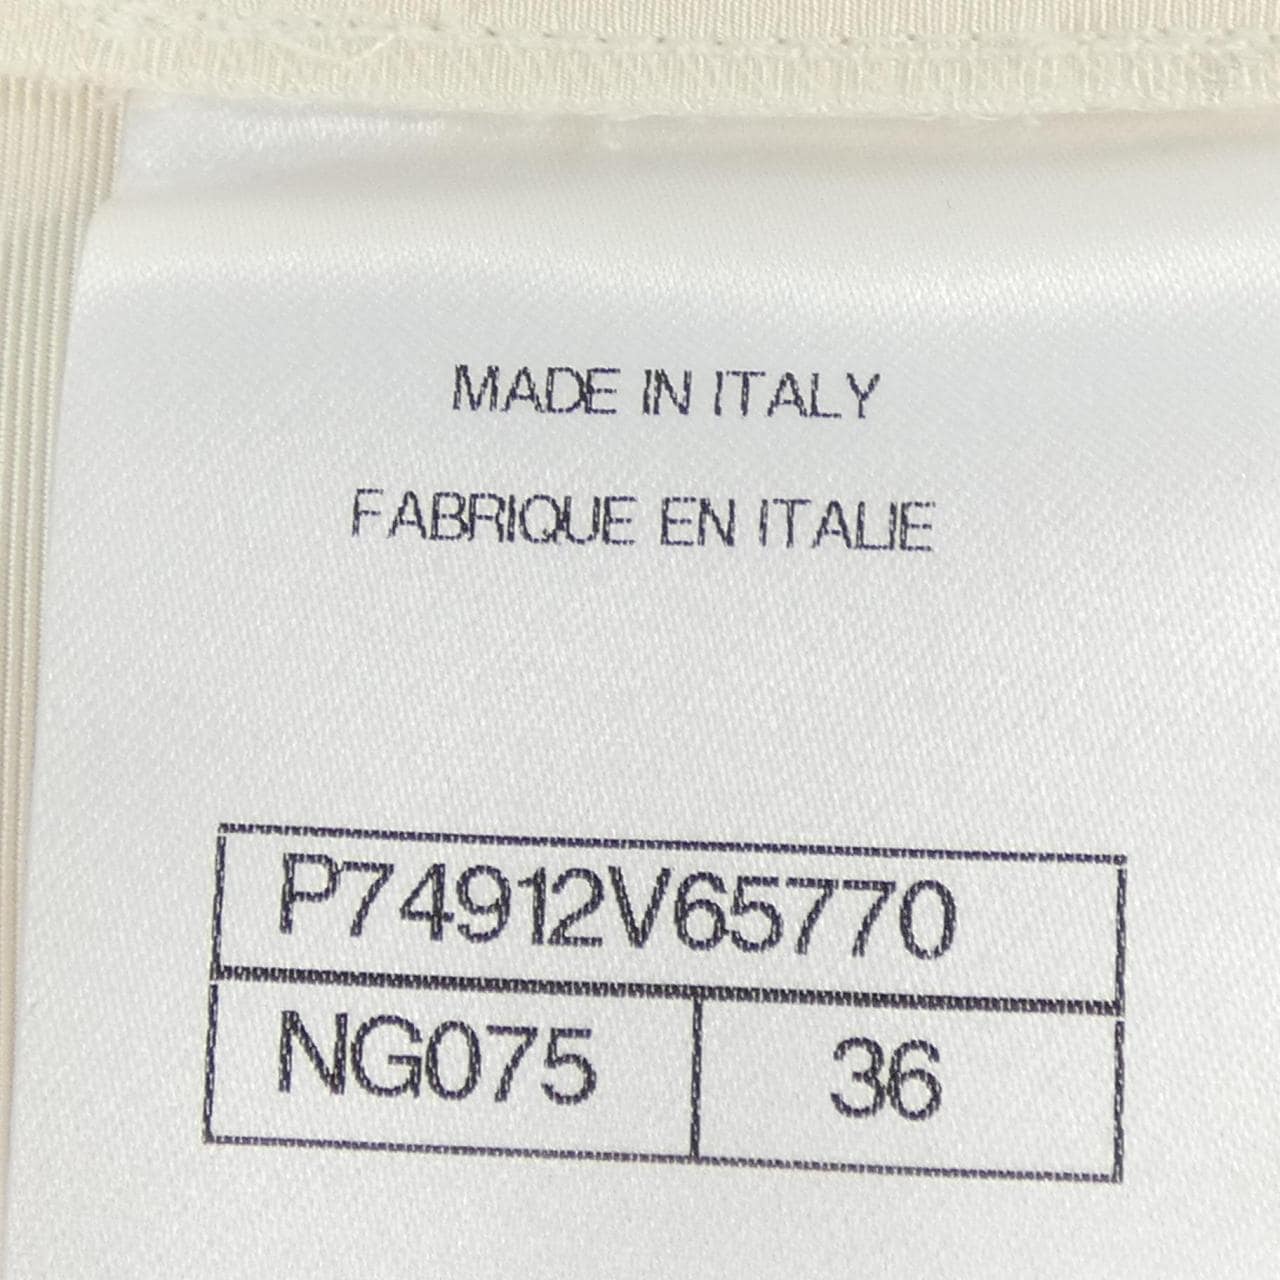 MADE IN ITALY
FABRIQUE EN ITALIE
P74912V65770
NG075 36